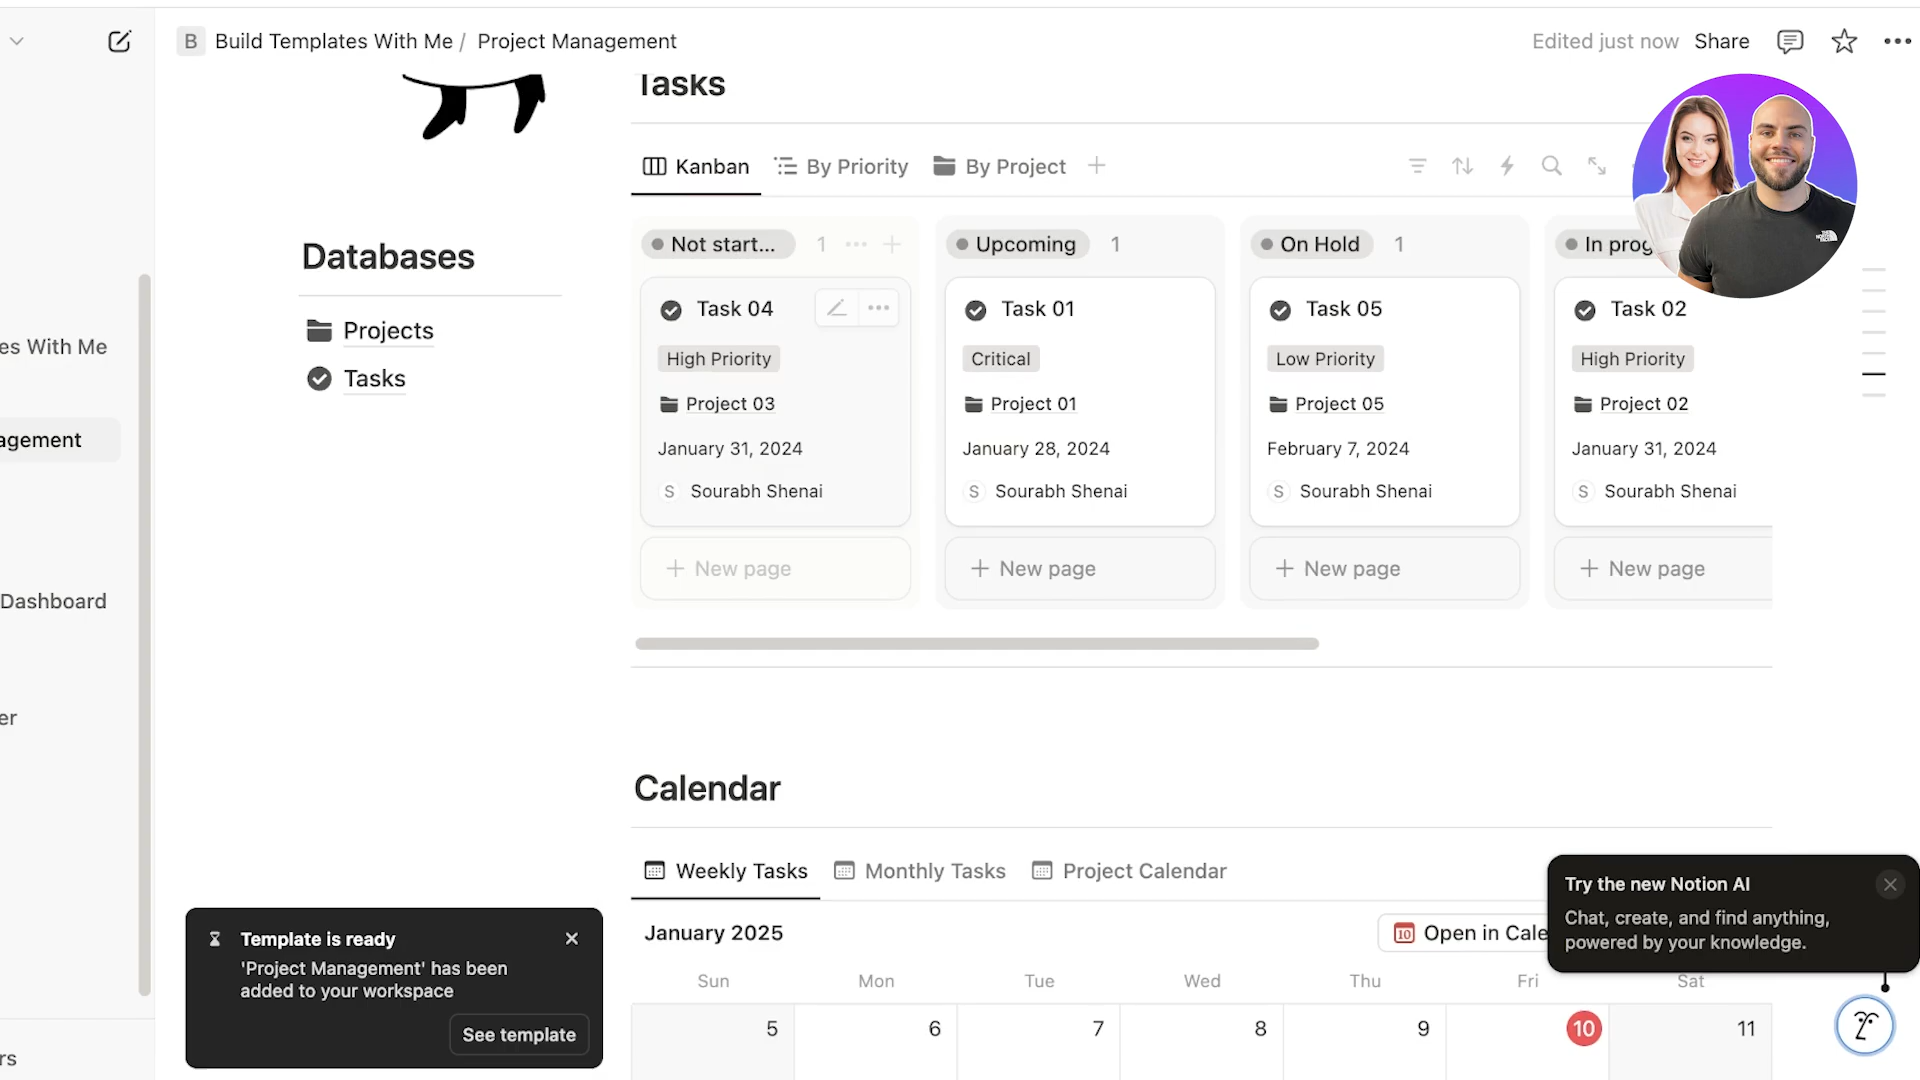 B Build Templates With Me / Project Management
Edited just now Share
Tasks
Kanban By Priority By Project
Databases
Projects
Tasks
es With Me
agement
Dashboard
er
rs
Not start... 1
Task 04
High Priority
Project 03
January 31, 2024
S Sourabh Shenai
New page
Upcoming 1
Task 01
Critical
Project 01
January 28, 2024
S Sourabh Shenai
New page
On Hold 1
Task 05
Low Priority
Project 05
February 7, 2024
S Sourabh Shenai
New page
In prog
Task 02
High Priority
Project 02
January 31, 2024
S Sourabh Shenai
New page
Calendar
Weekly Tasks Monthly Tasks Project Calendar
January 2025
10 Open in Cale
Sun Mon Tue Wed Thu Fri Sat
5 6 7 8 9 10 11
Template is ready
'Project Management' has been
added to your workspace
See template
Try the new Notion AI
Chat, create, and find anything,
powered by your knowledge.